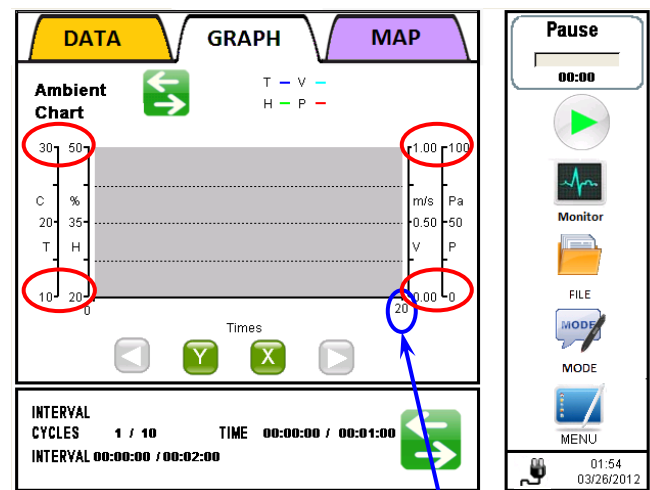 DATA
GRAPH
MAP
Ambient
Chart
T V
H P
30 50 1.00 100
C % m/s Pa
20 35 0.50 50
T H V P
10 20 0.00 0
0 20
Times
Y X
INTERVAL
CYCLES 1 / 10 TIME 00:00:00 / 00:01:00
INTERVAL 00:00:00 / 00:02:00
Pause
00:00
Monitor
FILE
MODE
MODE
MENU
01:54
03/26/2012